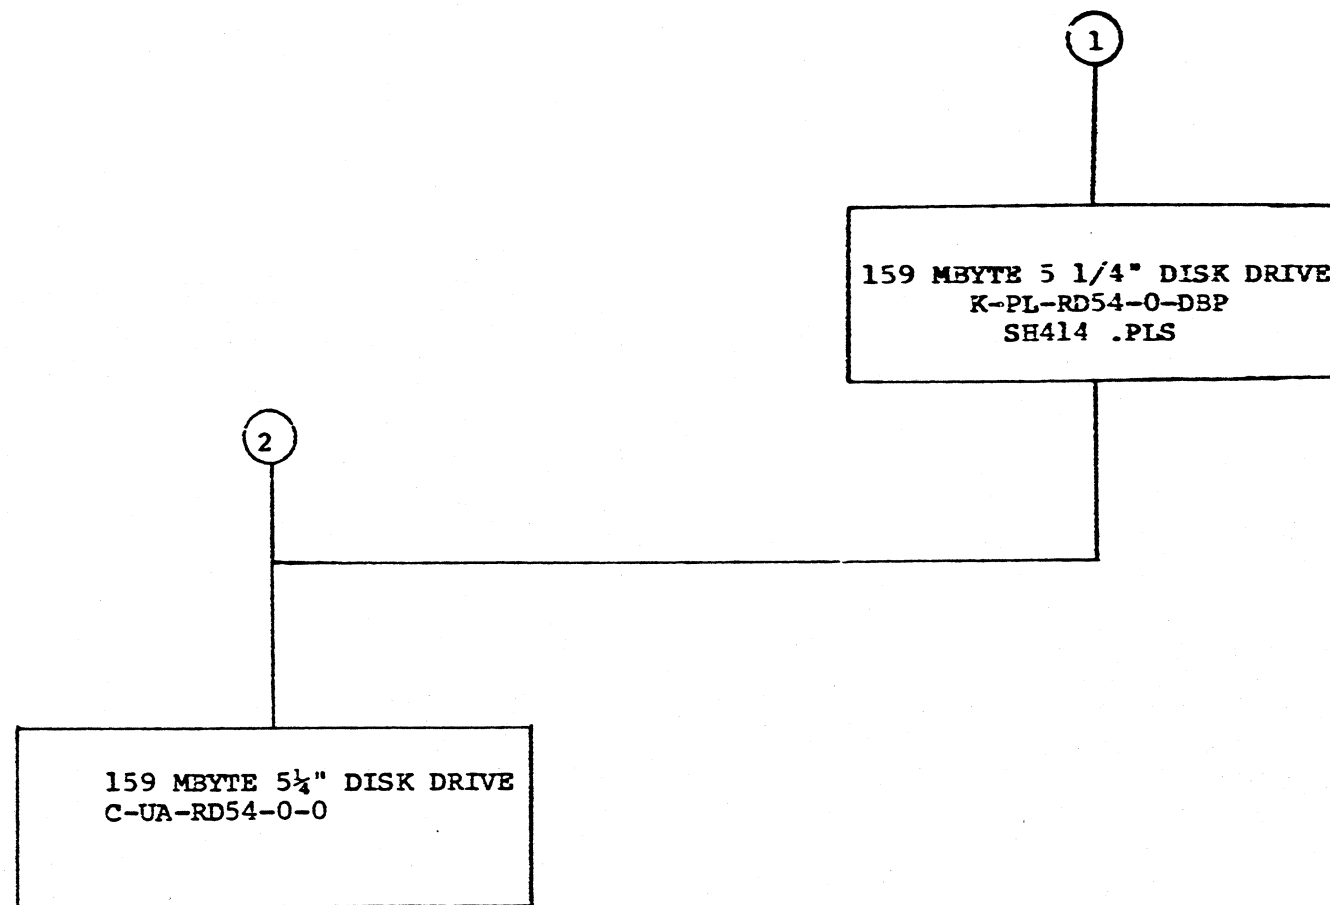 1
159 MBYTE 5 1/4" DISK DRIVE
K-PL-RD54-0-DBP
SH414 .PLS
2
159 MBYTE 5¼" DISK DRIVE
C-UA-RD54-0-0